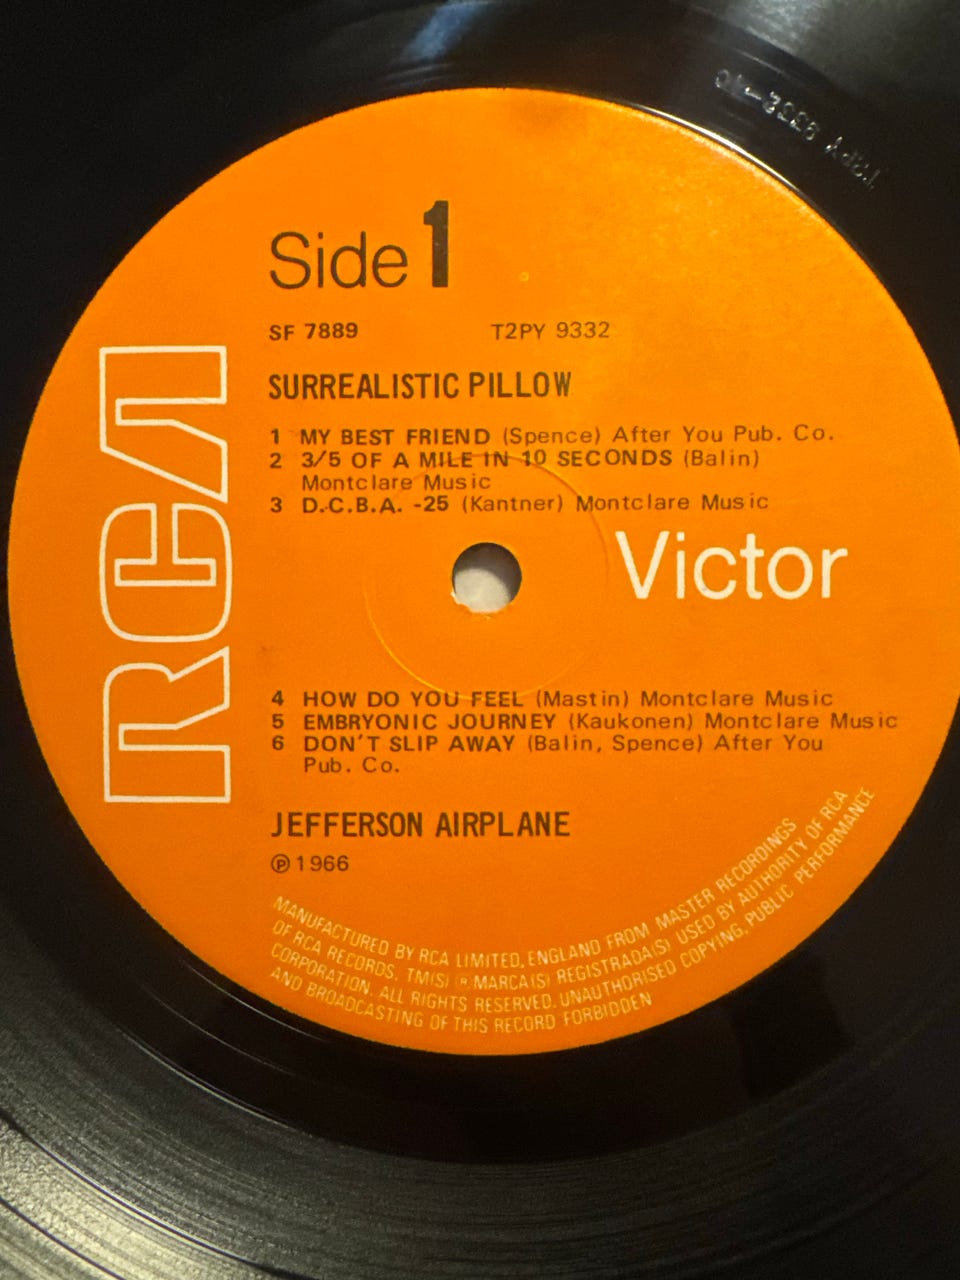 T2PY 9332-1D
Side 1
SF 7889 T2PY 9332
SURREALISTIC PILLOW
1 MY BEST FRIEND (Spence) After You Pub. Co.
2 3/5 OF A MILE IN 10 SECONDS (Balin)
Montclare Music
3 D.C.B.A. -25 (Kantner) Montclare Music
RCA
Victor
4 HOW DO YOU FEEL (Mastin) Montclare Music
5 EMBRYONIC JOURNEY (Kaukonen) Montclare Music
6 DON'T SLIP AWAY (Balin, Spence) After You
Pub. Co.
JEFFERSON AIRPLANE
℗ 1966
MANUFACTURED BY RCA LIMITED, ENGLAND FROM MASTER RECORDINGS
OF RCA RECORDS. TM(S) ® MARCA(S) REGISTRADA(S) USED BY AUTHORITY OF RCA
CORPORATION. ALL RIGHTS RESERVED. UNAUTHORISED COPYING, PUBLIC PERFORMANCE
AND BROADCASTING OF THIS RECORD FORBIDDEN